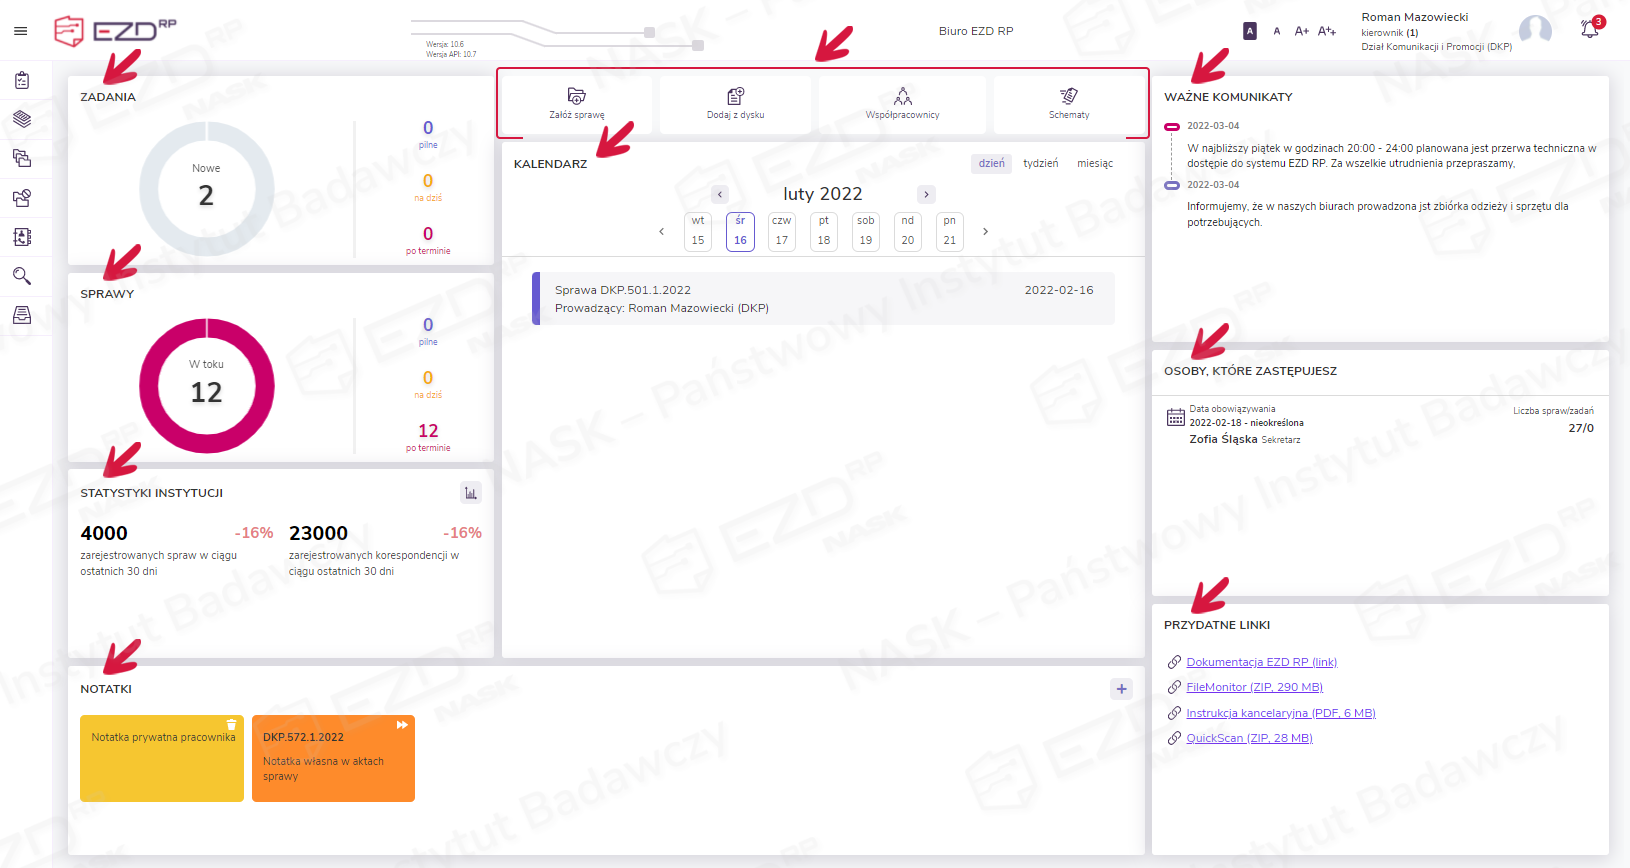 EZD RP
Wersja: 10.6
Wersja API: 10.7
Biuro EZD RP
A A A+ A++
Roman Mazowiecki
kierownik (1)
Dział Komunikacji i Promocji (DKP)
3
ZADANIA
Nowe
2
0
pilne
0
na dziś
0
po terminie
SPRAWY
W toku
12
0
pilne
0
na dziś
12
po terminie
STATYSTYKI INSTYTUCJI
4000 -16%
zarejestrowanych spraw w ciągu
ostatnich 30 dni
23000 -16%
zarejestrowanych korespondencji w
ciągu ostatnich 30 dni
Załóż sprawę
Dodaj z dysku
Współpracownicy
Schematy
KALENDARZ
dzień tydzień miesiąc
luty 2022
wt śr czw pt sob nd pn
15 16 17 18 19 20 21
Sprawa DKP.501.1.2022 2022-02-16
Prowadzący: Roman Mazowiecki (DKP)
NOTATKI
Notatka prywatna pracownika
DKP.572.1.2022
Notatka własna w aktach
sprawy
WAŻNE KOMUNIKATY
2022-03-04
W najbliższy piątek w godzinach 20:00 - 24:00 planowana jest przerwa techniczna w
dostępie do systemu EZD RP. Za wszelkie utrudnienia przepraszamy,
2022-03-04
Informujemy, że w naszych biurach prowadzona jst zbiórka odzieży i sprzętu dla
potrzebujących.
OSOBY, KTÓRE ZASTĘPUJESZ
Data obowiązywania
2022-02-18 - nieokreślona
Zofia Śląska Sekretarz
Liczba spraw/zadań
27/0
PRZYDATNE LINKI
Dokumentacja EZD RP (link)
FileMonitor (ZIP, 290 MB)
Instrukcja kancelaryjna (PDF, 6 MB)
QuickScan (ZIP, 28 MB)
NASK – Państwowy Instytut Badawczy
EZD RP
NASK